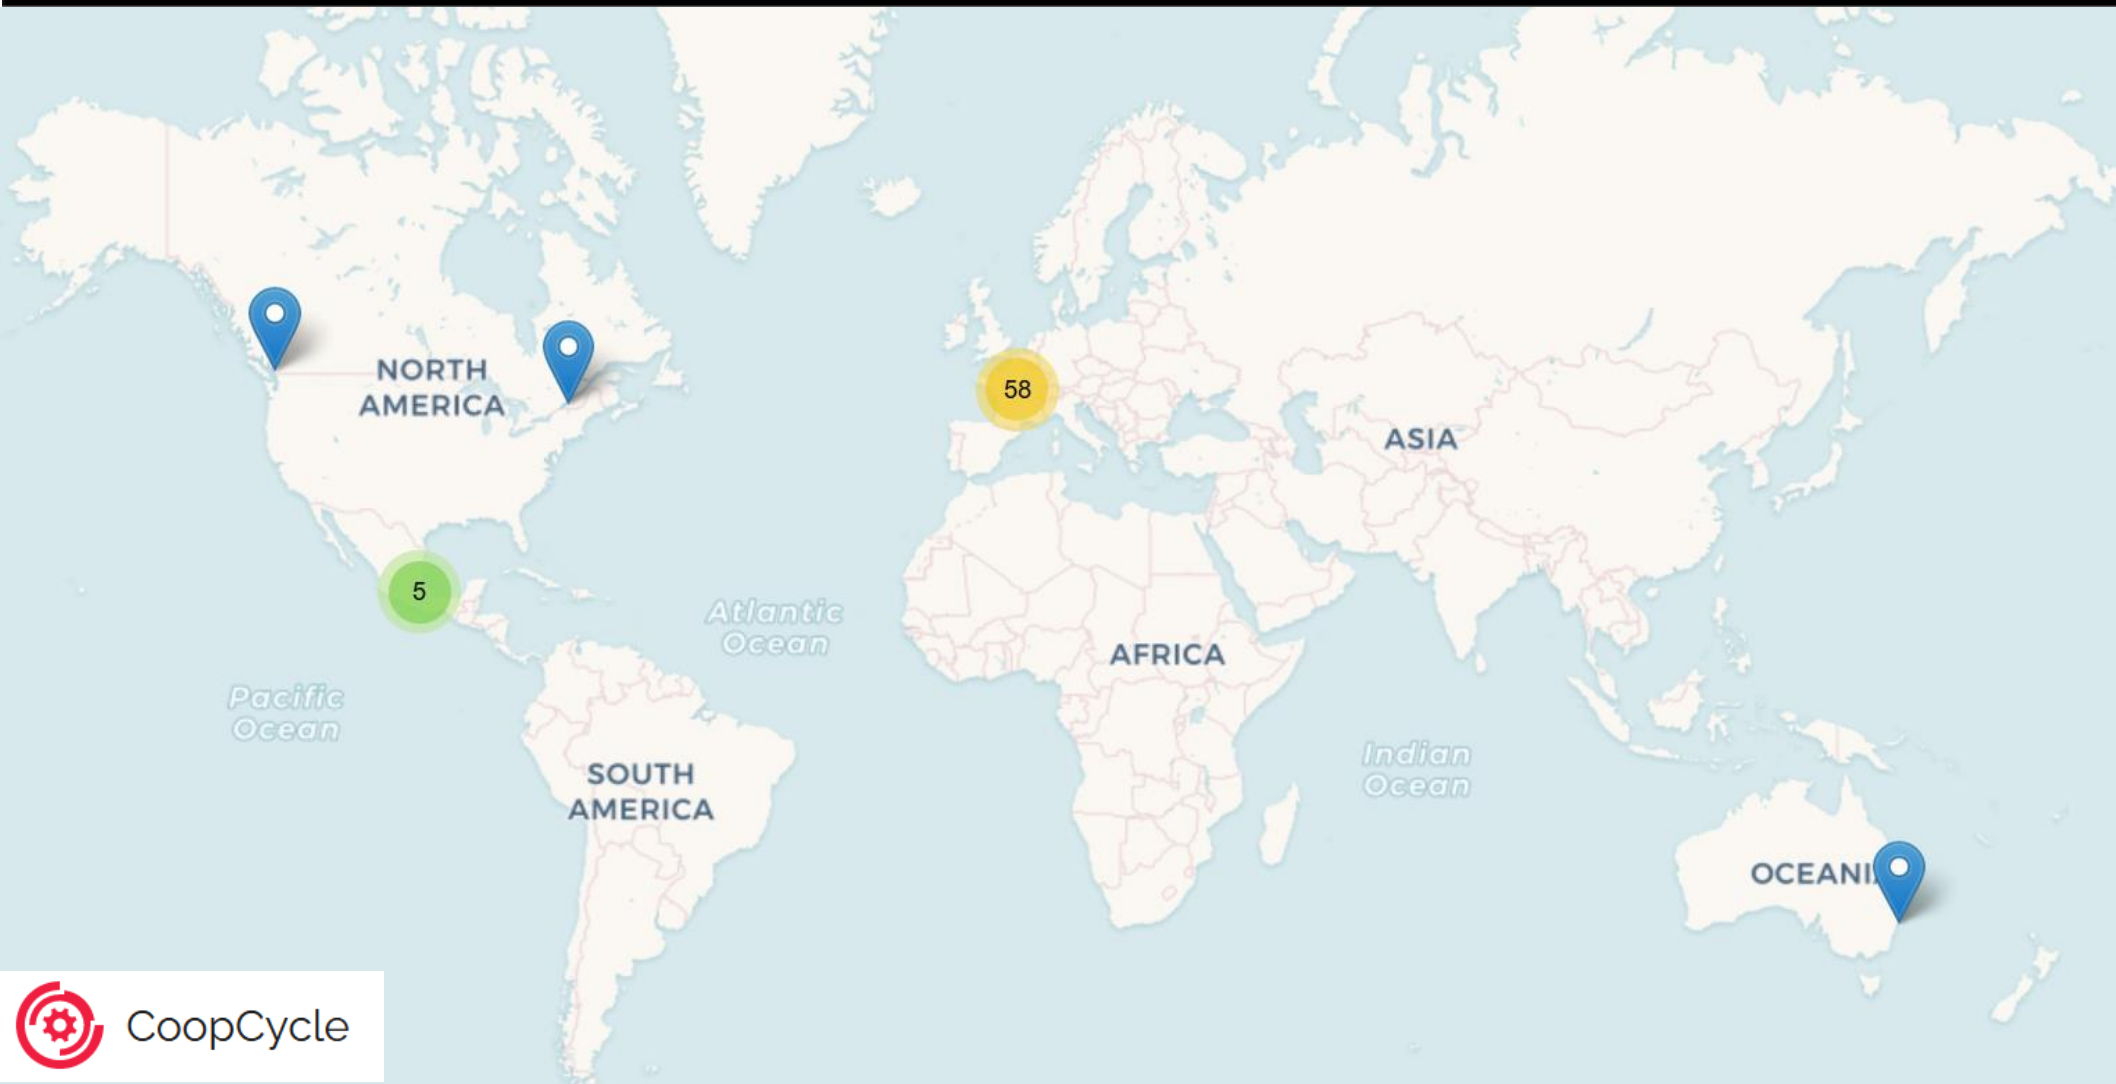 NORTH
AMERICA
58
ASIA
5
Atlantic
Ocean
AFRICA
Pacific
Ocean
Indian
Ocean
SOUTH
AMERICA
OCEANI
CoopCycle